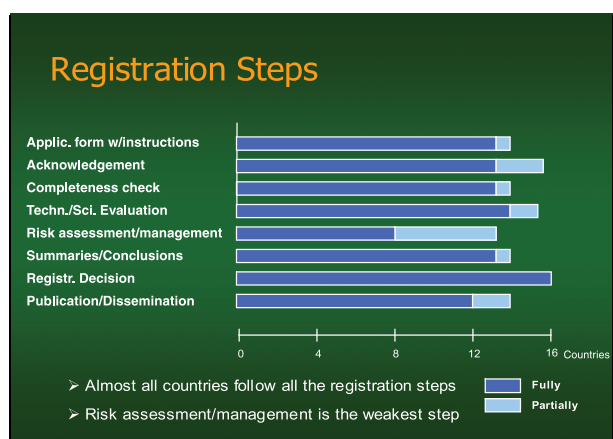 Registration Steps
Applic. form w/instructions
Acknowledgement
Completeness check
Techn./Sci. Evaluation
Risk assessment/management
Summaries/Conclusions
Registr. Decision
Publication/Dissemination
0 4 8 12 16 Countries
➢ Almost all countries follow all the registration steps
➢ Risk assessment/management is the weakest step
Fully
Partially